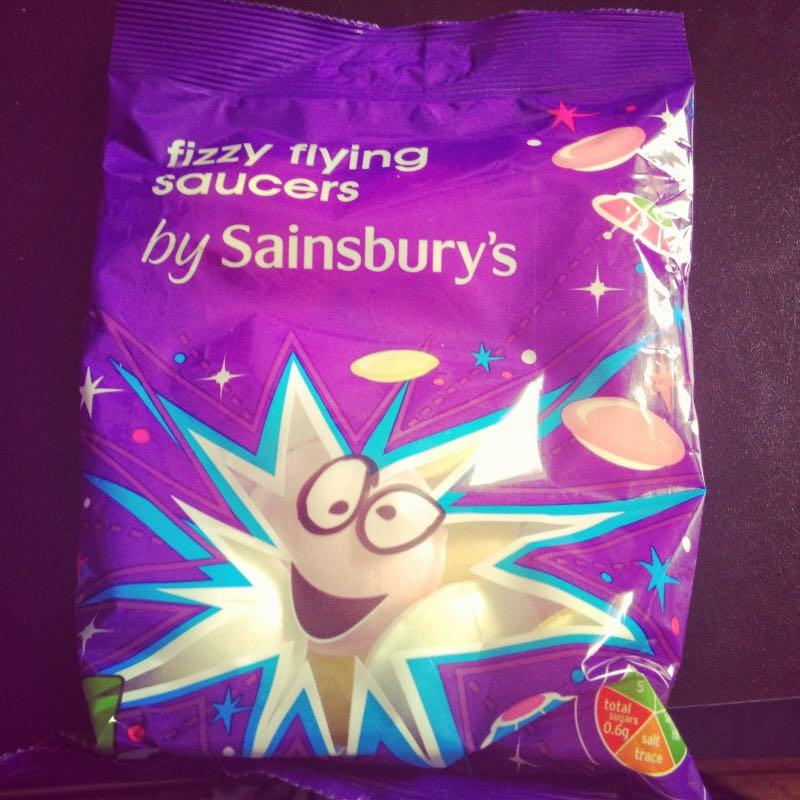 fizzy flying
saucers
by Sainsbury's
5
total
sugars
0.6g
salt
trace